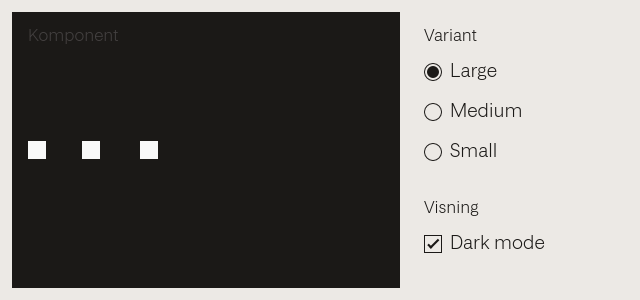 Komponent
Variant
Large
Medium
Small
Visning
Dark mode